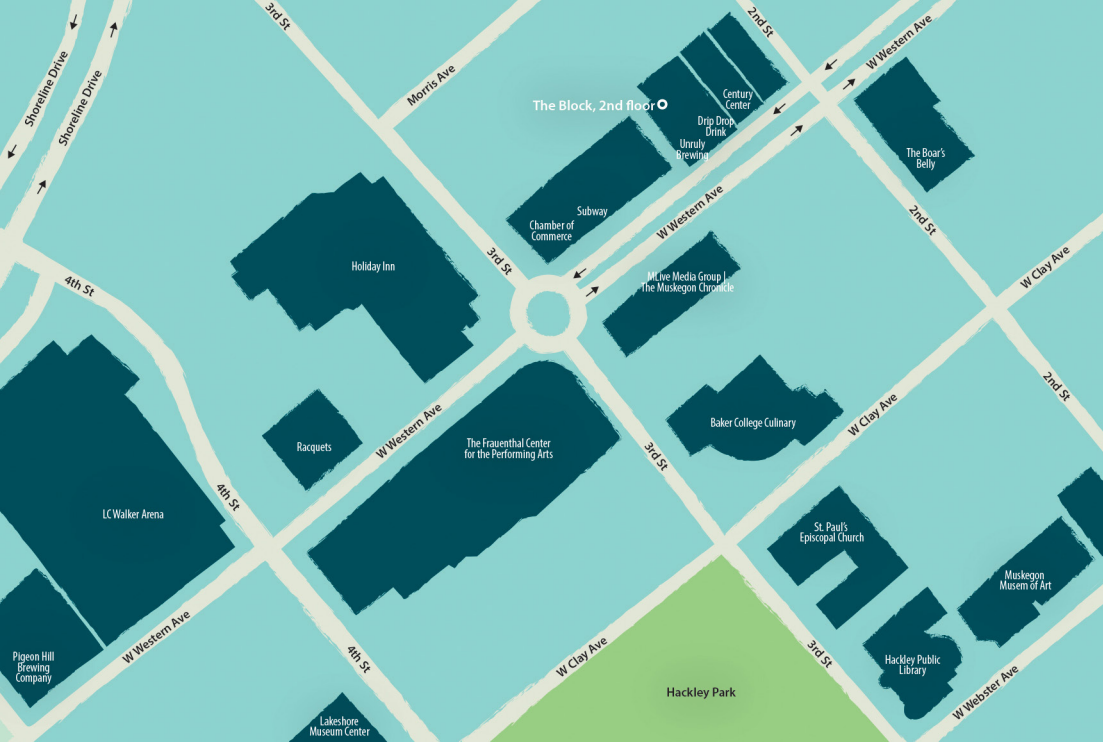 3rd St
2nd St
W Western Ave
Shoreline Drive
Shoreline Drive
Morris Ave
The Block, 2nd floor
Century
Center
Drip Drop
Drink
Unruly
Brewing
The Boar's
Belly
Subway
Chamber of
Commerce
W Western Ave
2nd St
3rd St
Holiday Inn
4th St
W Clay Ave
MLive Media Group |
The Muskegon Chronicle
2nd St
W Western Ave
W Clay Ave
Baker College Culinary
Racquets
The Frauenthal Center
for the Performing Arts
3rd St
4th St
LC Walker Arena
St. Paul's
Episcopal Church
Muskegon
Musem of Art
W Western Ave
4th St
W Clay Ave
3rd St
Pigeon Hill
Brewing
Company
Hackley Public
Library
Hackley Park
W Webster Ave
Lakeshore
Museum Center